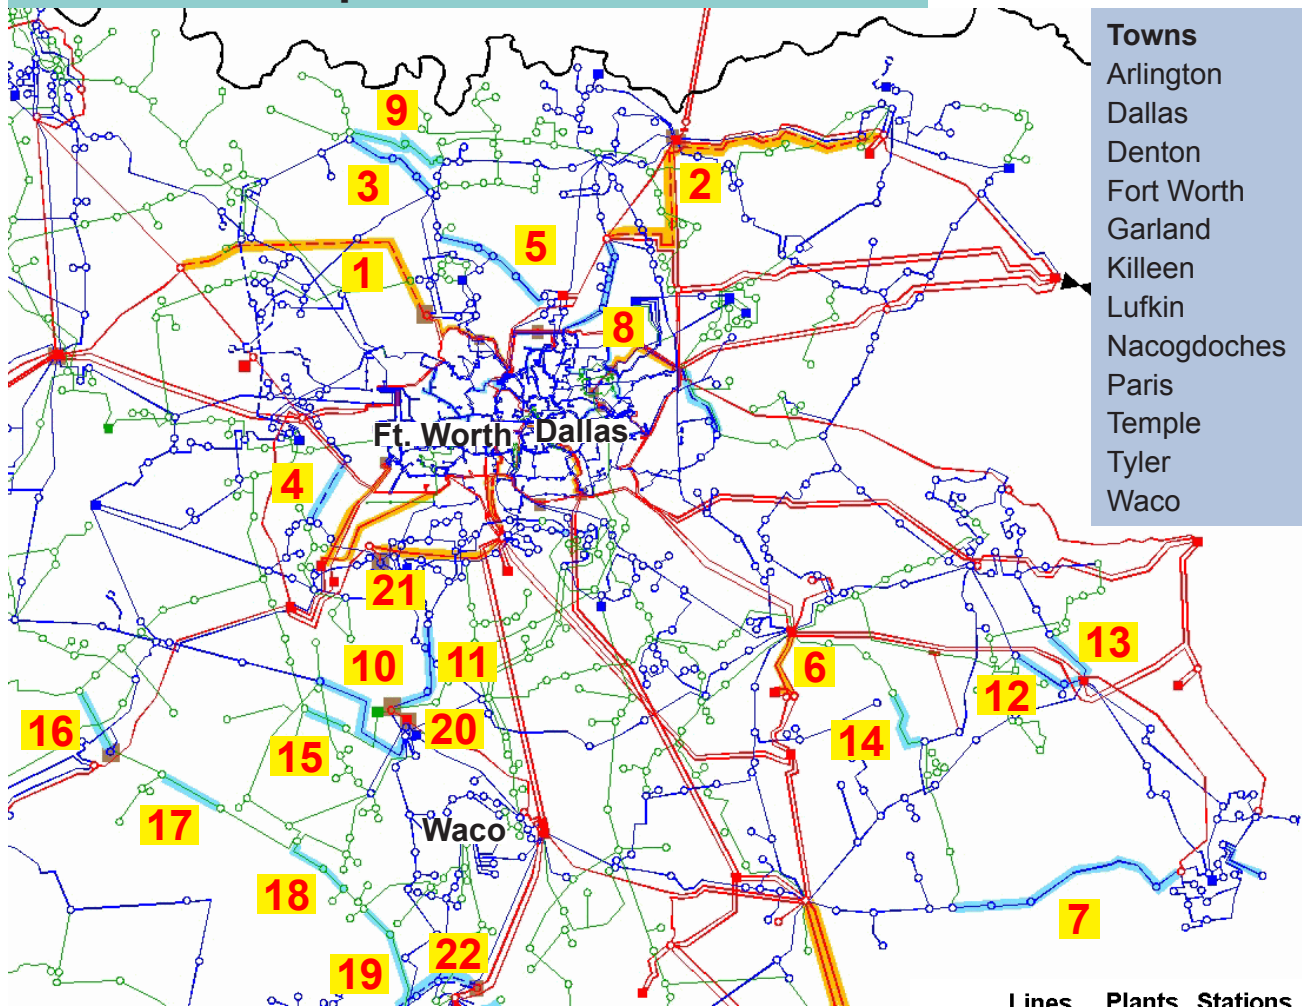 Towns
Arlington
Dallas
Denton
Fort Worth
Garland
Killeen
Lufkin
Nacogdoches
Paris
Temple
Tyler
Waco
9
3
2
5
1
8
Ft. Worth Dallas
4
21
10
11
6
13
12
16
15
20
14
17
Waco
18
7
19
22
Lines Plants Stations